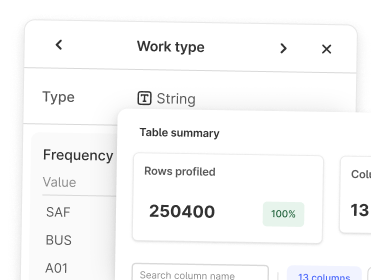 Work type
Type
T String
Frequency
Value
SAF
BUS
A01
Table summary
Rows profiled
250400
100%
13
Search column name
13 columns